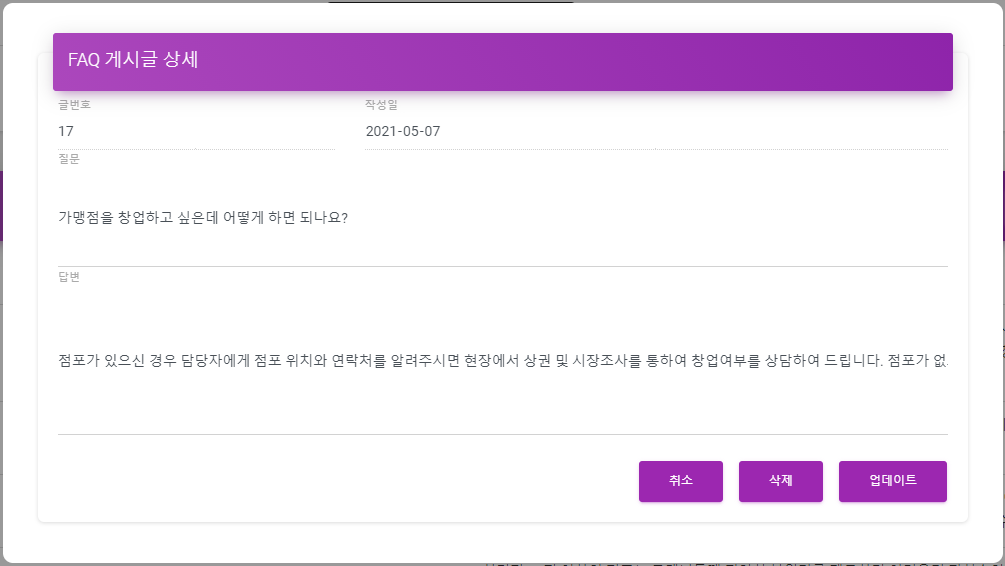 FAQ 게시글 상세
글번호
작성일
17
2021-05-07
질문
가맹점을 창업하고 싶은데 어떻게 하면 되나요?
답변
점포가 있으신 경우 담당자에게 점포 위치와 연락처를 알려주시면 현장에서 상권 및 시장조사를 통하여 창업여부를 상담하여 드립니다. 점포가 없
취소
삭제
업데이트